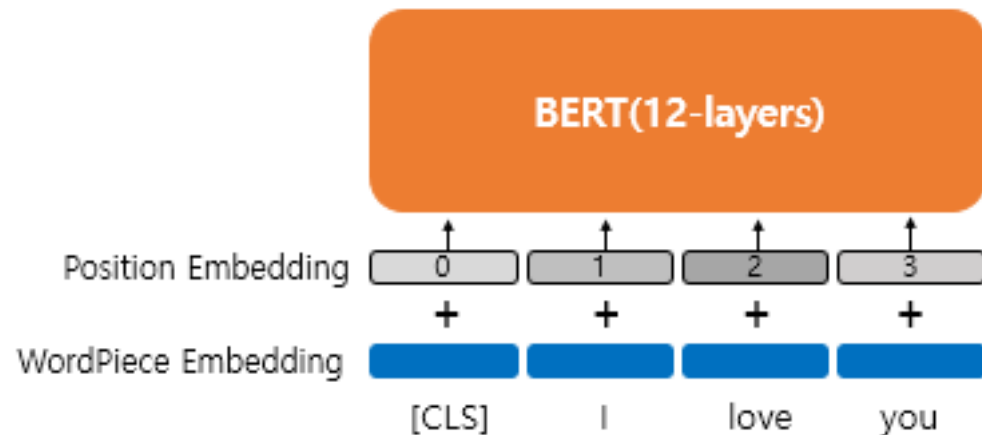 BERT(12-layers)
Position Embedding 0 1 2 3
+ + + +
WordPiece Embedding
[CLS] I love you